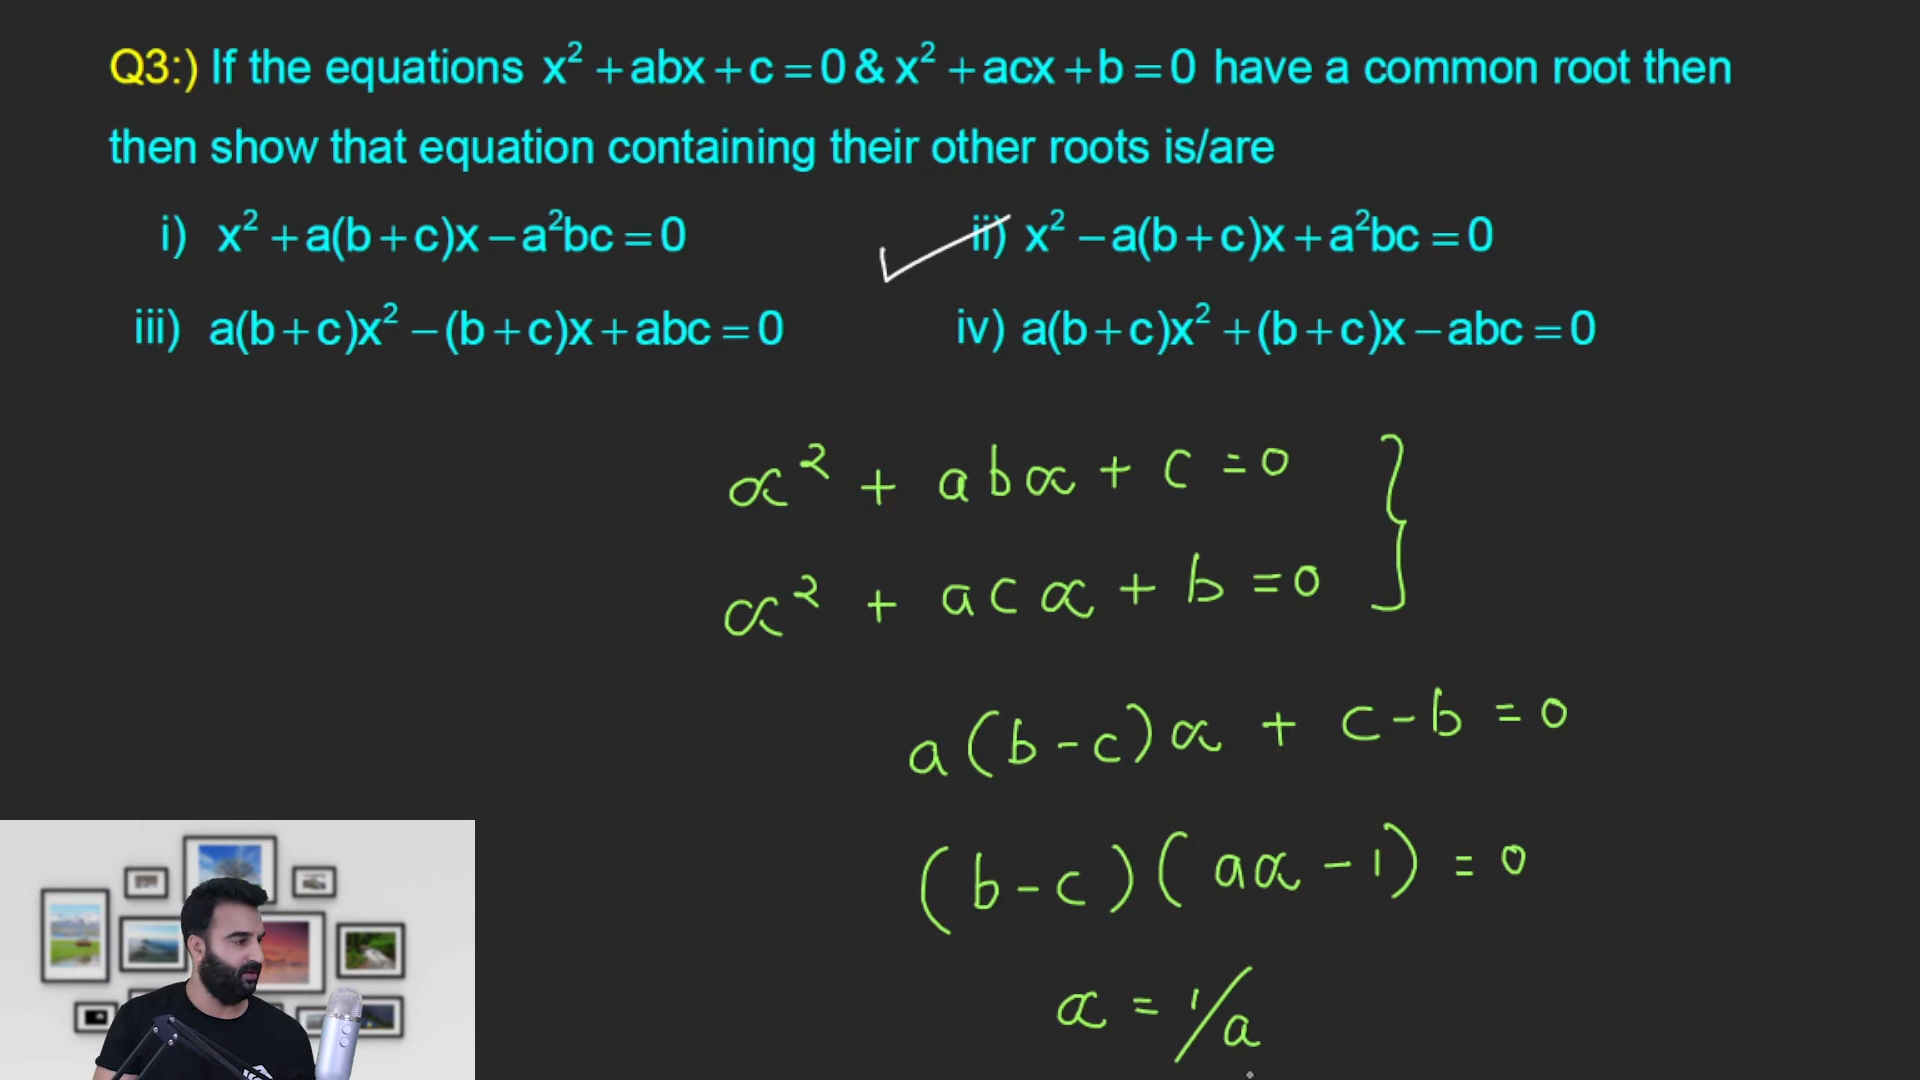 Q3:) If the equations x² + abx + c = 0 & x² + acx + b = 0 have a common root then
then show that equation containing their other roots is/are
i) x² + a(b + c)x − a²bc = 0
ii) x² − a(b + c)x + a²bc = 0
iii) a(b + c)x² − (b + c)x + abc = 0
iv) a(b + c)x² + (b + c)x − abc = 0
α² + abα + c = 0
α² + acα + b = 0
a(b − c)α + c − b = 0
(b − c)(aα − 1) = 0
α = 1/a